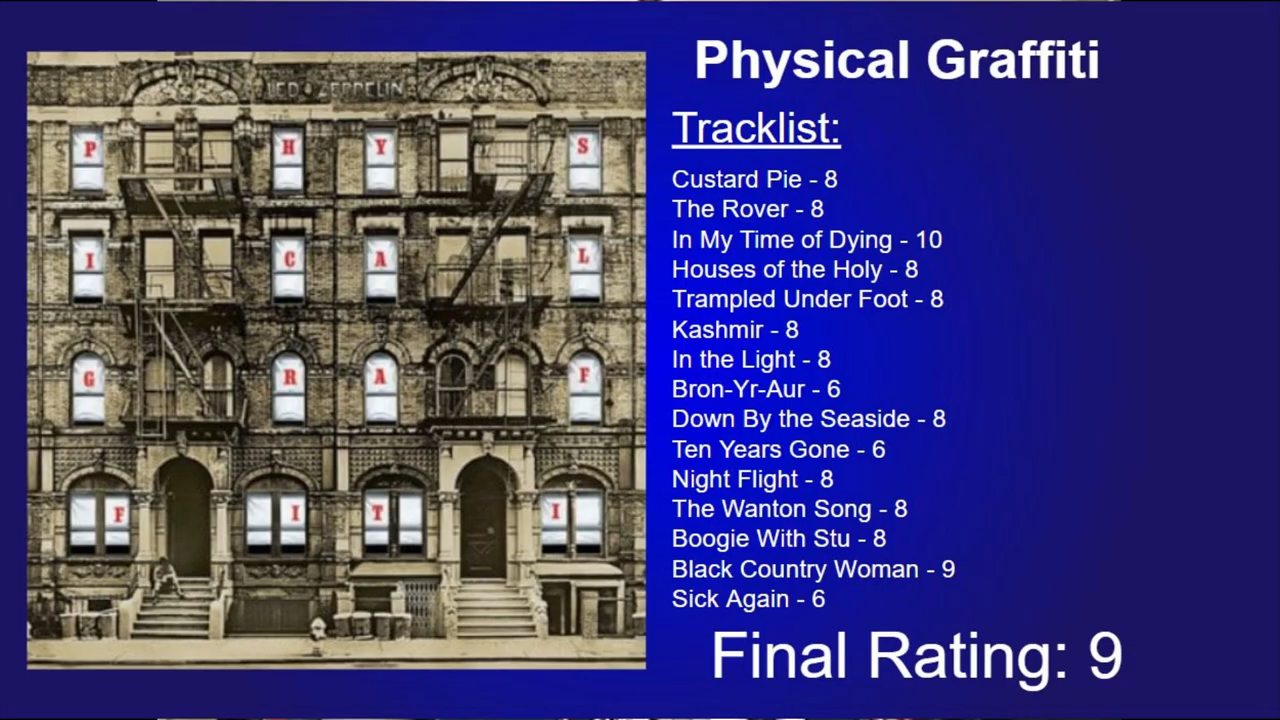 Physical Graffiti
Tracklist:
Custard Pie - 8
The Rover - 8
In My Time of Dying - 10
Houses of the Holy - 8
Trampled Under Foot - 8
Kashmir - 8
In the Light - 8
Bron-Yr-Aur - 6
Down By the Seaside - 8
Ten Years Gone - 6
Night Flight - 8
The Wanton Song - 8
Boogie With Stu - 8
Black Country Woman - 9
Sick Again - 6
Final Rating: 9
LED ZEPPELIN
P H Y S
I C A L
G R A F
F I T I